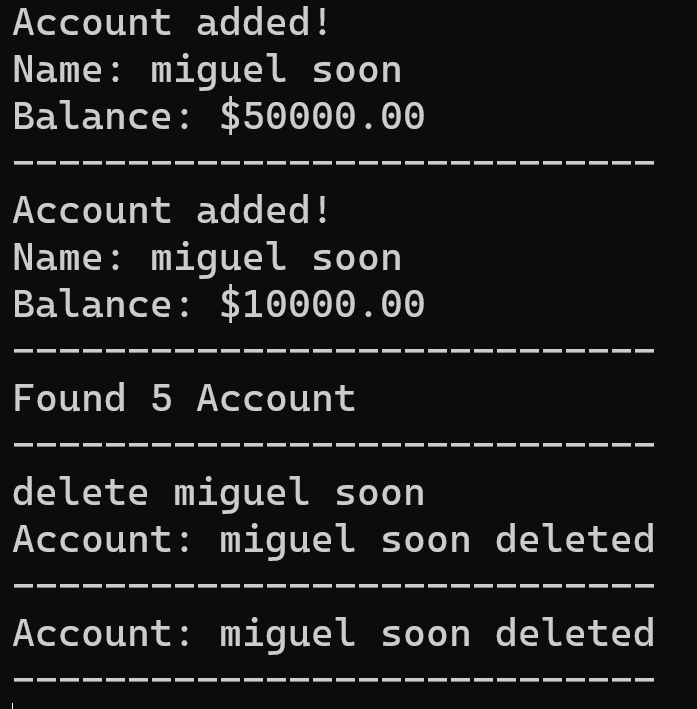 Account added!
Name: miguel soon
Balance: $50000.00
----------------------------
Account added!
Name: miguel soon
Balance: $10000.00
----------------------------
Found 5 Account
----------------------------
delete miguel soon
Account: miguel soon deleted
----------------------------
Account: miguel soon deleted
----------------------------